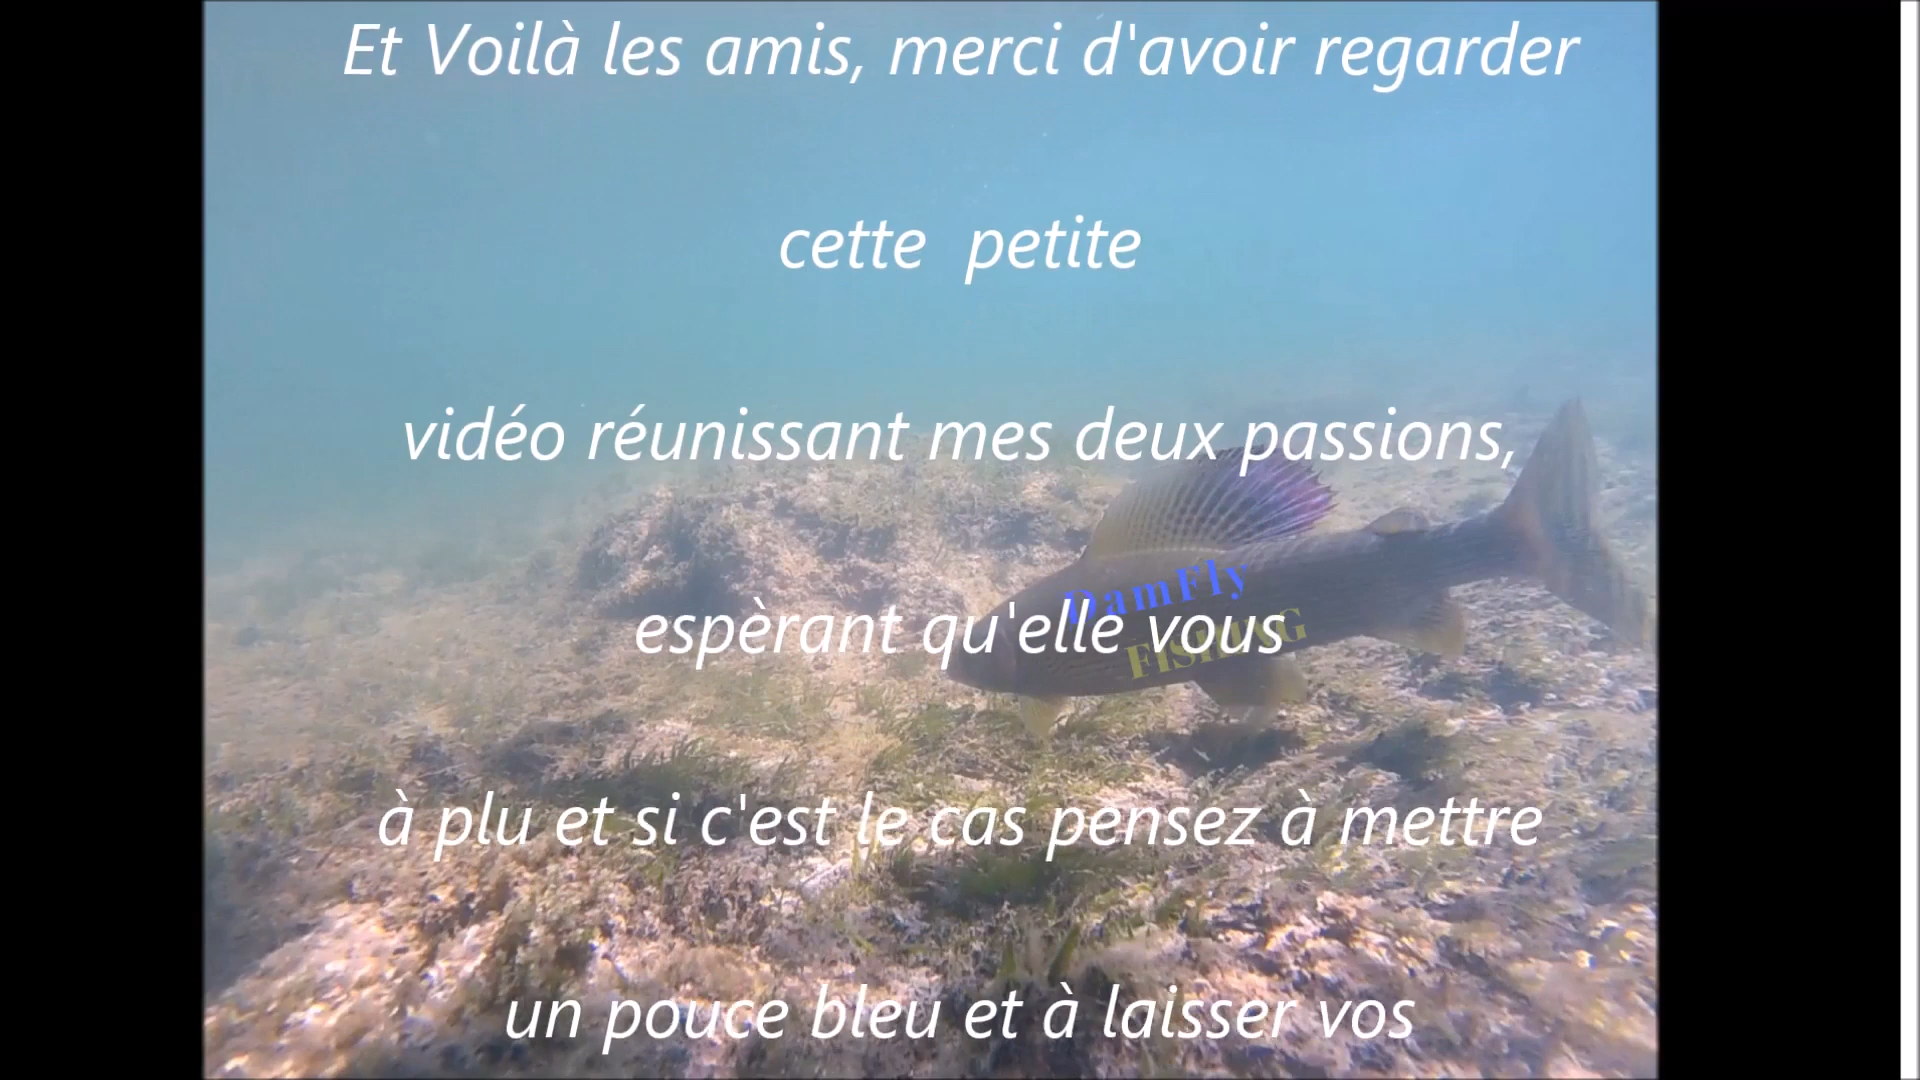 Et Voilà les amis, merci d'avoir regarder
cette petite
vidéo réunissant mes deux passions,
DamFly
espèrant qu'elle vous
FISHING
à plu et si c'est le cas pensez à mettre
un pouce bleu et à laisser vos